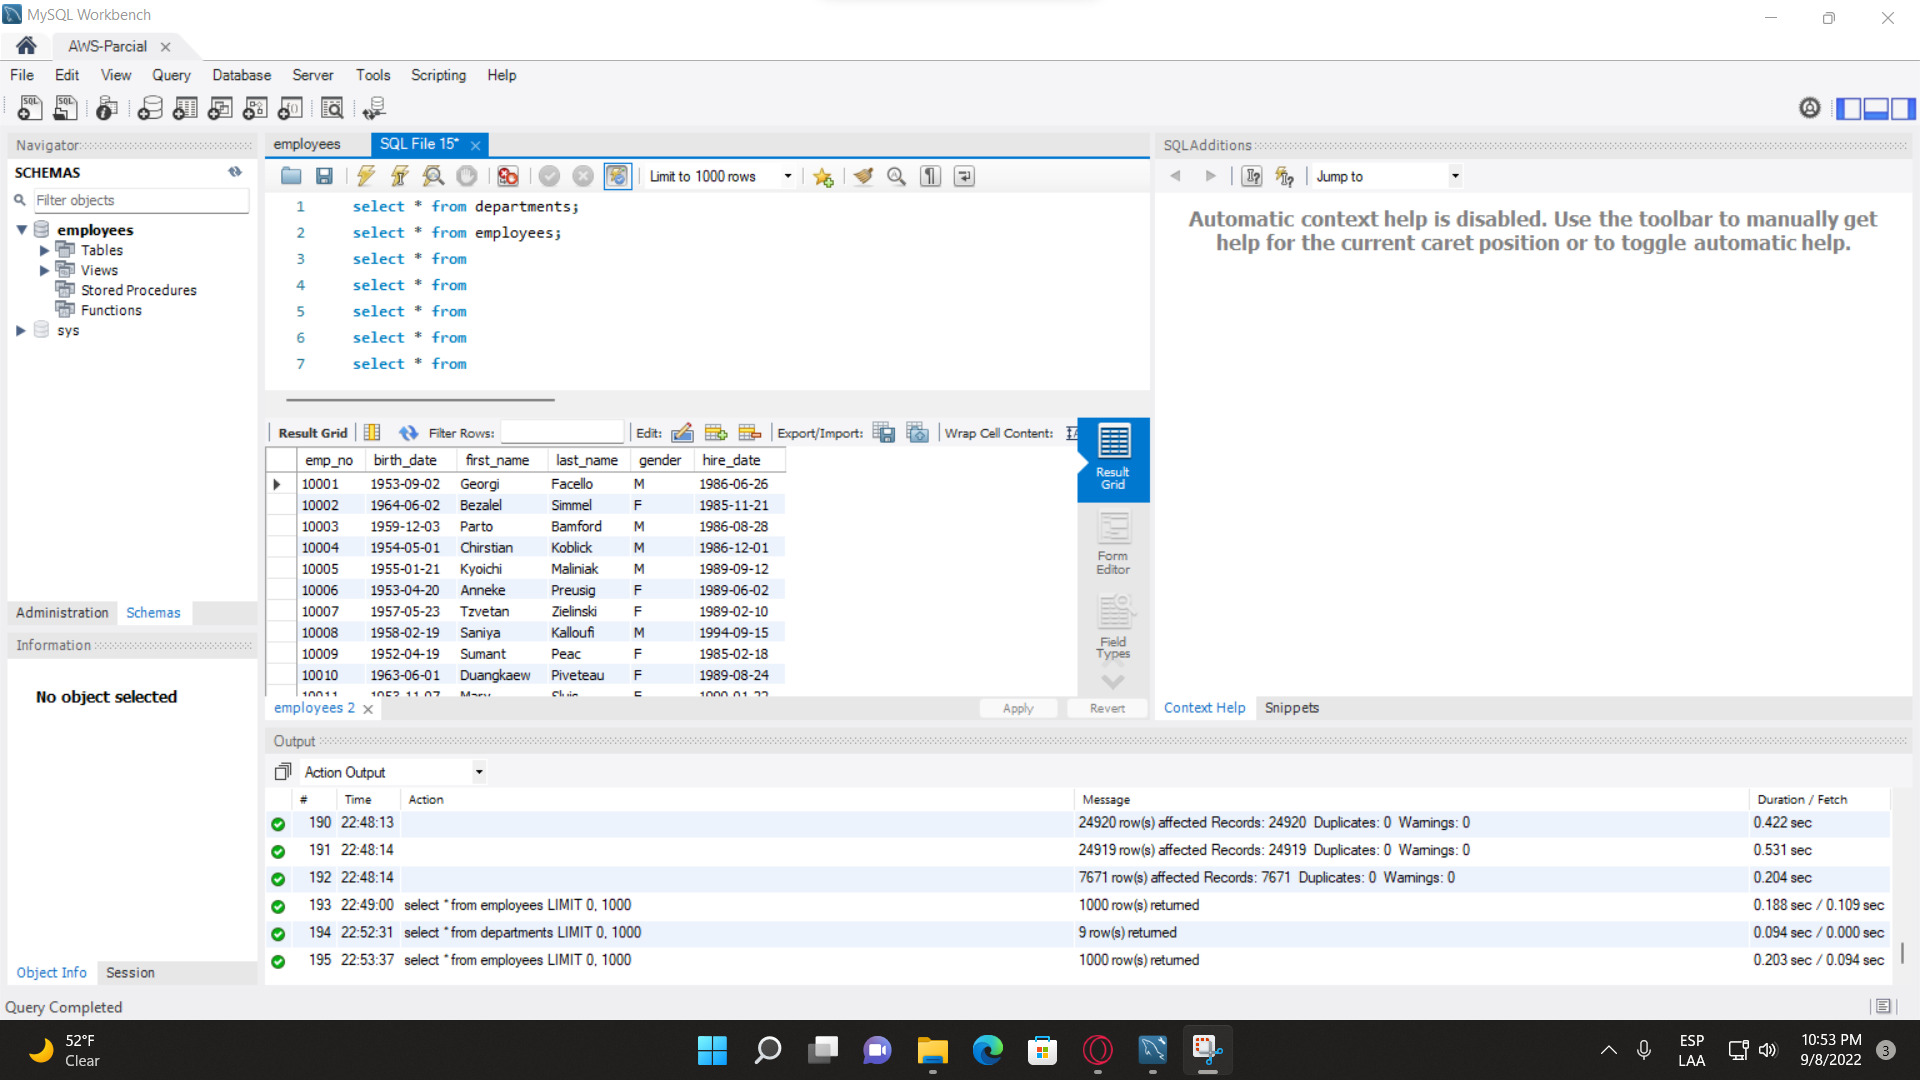 MySQL Workbench
AWS-Parcial
File Edit View Query Database Server Tools Scripting Help
Navigator
SCHEMAS
Filter objects
employees
Tables
Views
Stored Procedures
Functions
sys
Administration Schemas
Information
No object selected
Object Info Session
employees SQL File 15*
Limit to 1000 rows
1 select * from departments;
2 select * from employees;
3 select * from
4 select * from
5 select * from
6 select * from
7 select * from
Result Grid Filter Rows: Edit: Export/Import: Wrap Cell Content:
emp_no birth_date first_name last_name gender hire_date
10001 1953-09-02 Georgi Facello M 1986-06-26
10002 1964-06-02 Bezalel Simmel F 1985-11-21
10003 1959-12-03 Parto Bamford M 1986-08-28
10004 1954-05-01 Chirstian Koblick M 1986-12-01
10005 1955-01-21 Kyoichi Maliniak M 1989-09-12
10006 1953-04-20 Anneke Preusig F 1989-06-02
10007 1957-05-23 Tzvetan Zielinski F 1989-02-10
10008 1958-02-19 Saniya Kalloufi M 1994-09-15
10009 1952-04-19 Sumant Peac F 1985-02-18
10010 1963-06-01 Duangkaew Piveteau F 1989-08-24
Result
Grid
Form
Editor
Field
Types
employees 2
Apply Revert
SQLAdditions
Jump to
Automatic context help is disabled. Use the toolbar to manually get
help for the current caret position or to toggle automatic help.
Context Help Snippets
Output
Action Output
# Time Action Message Duration / Fetch
190 22:48:13 24920 row(s) affected Records: 24920 Duplicates: 0 Warnings: 0 0.422 sec
191 22:48:14 24919 row(s) affected Records: 24919 Duplicates: 0 Warnings: 0 0.531 sec
192 22:48:14 7671 row(s) affected Records: 7671 Duplicates: 0 Warnings: 0 0.204 sec
193 22:49:00 select * from employees LIMIT 0, 1000 1000 row(s) returned 0.188 sec / 0.109 sec
194 22:52:31 select * from departments LIMIT 0, 1000 9 row(s) returned 0.094 sec / 0.000 sec
195 22:53:37 select * from employees LIMIT 0, 1000 1000 row(s) returned 0.203 sec / 0.094 sec
Query Completed
52°F
Clear
ESP
LAA
10:53 PM
9/8/2022
3